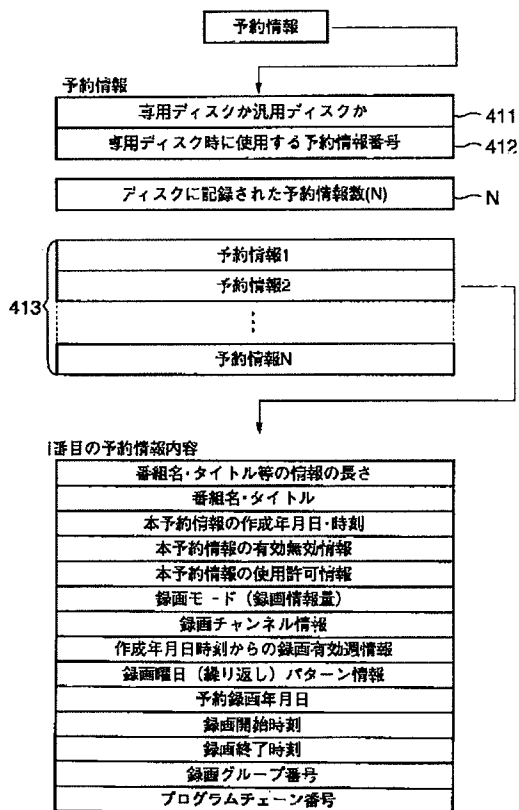 予約情報
予約情報
専用ディスクか汎用ディスクか
411
専用ディスク時に使用する予約情報番号
412
ディスクに記録された予約情報数(N)
N
413
予約情報1
予約情報2
⋮
予約情報N
i番目の予約情報内容
番組名・タイトル等の情報の長さ
番組名・タイトル
本予約情報の作成年月日・時刻
本予約情報の有効無効情報
本予約情報の使用許可情報
録画モード（録画情報量）
録画チャンネル情報
作成年月日時刻からの録画有効週情報
録画曜日（繰り返し）パターン情報
予約録画年月日
録画開始時刻
録画終了時刻
録画グループ番号
プログラムチェーン番号